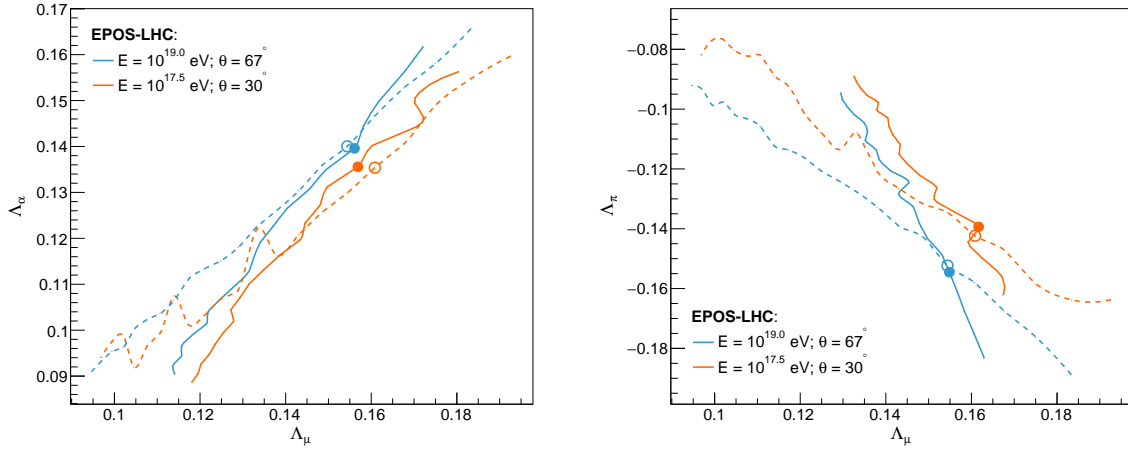 0.17
EPOS-LHC:
E = 10^19.0 eV; θ = 67°
E = 10^17.5 eV; θ = 30°
0.16
0.15
0.14
0.13
0.12
0.11
0.1
0.09
Λα
0.1
0.12
0.14
0.16
0.18
Λμ
−0.08
−0.1
−0.12
−0.14
−0.16
−0.18
Λπ
EPOS-LHC:
E = 10^19.0 eV; θ = 67°
E = 10^17.5 eV; θ = 30°
0.1
0.12
0.14
0.16
0.18
Λμ